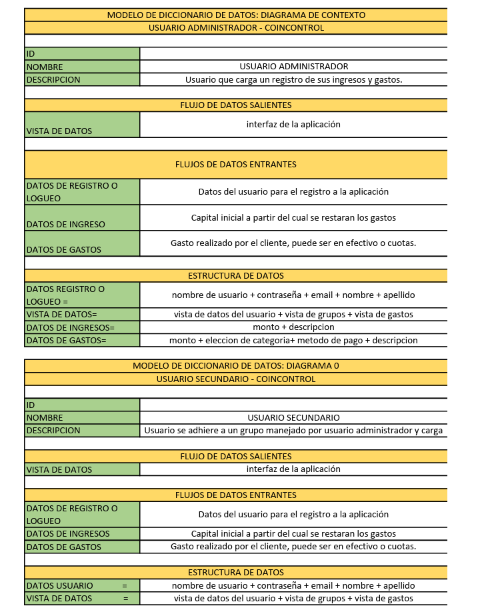 MODELO DE DICCIONARIO DE DATOS: DIAGRAMA DE CONTEXTO
USUARIO ADMINISTRADOR - COINCONTROL
ID
NOMBRE USUARIO ADMINISTRADOR
DESCRIPCION Usuario que carga un registro de sus ingresos y gastos.
FLUJO DE DATOS SALIENTES
VISTA DE DATOS interfaz de la aplicación
FLUJOS DE DATOS ENTRANTES
DATOS DE REGISTRO O
LOGUEO Datos del usuario para el registro a la aplicación
DATOS DE INGRESO Capital inicial a partir del cual se restaran los gastos
DATOS DE GASTOS Gasto realizado por el cliente, puede ser en efectivo o cuotas.
ESTRUCTURA DE DATOS
DATOS REGISTRO O
LOGUEO = nombre de usuario + contraseña + email + nombre + apellido
VISTA DE DATOS= vista de datos del usuario + vista de grupos + vista de gastos
DATOS DE INGRESOS= monto + descripcion
DATOS DE GASTOS= monto + eleccion de categoria+ metodo de pago + descripcion
MODELO DE DICCIONARIO DE DATOS: DIAGRAMA 0
USUARIO SECUNDARIO - COINCONTROL
ID
NOMBRE USUARIO SECUNDARIO
DESCRIPCION Usuario se adhiere a un grupo manejado por usuario administrador y carga
FLUJO DE DATOS SALIENTES
VISTA DE DATOS interfaz de la aplicación
FLUJOS DE DATOS ENTRANTES
DATOS DE REGISTRO O
LOGUEO Datos del usuario para el registro a la aplicación
DATOS DE INGRESOS Capital inicial a partir del cual se restaran los gastos
DATOS DE GASTOS Gasto realizado por el cliente, puede ser en efectivo o cuotas.
ESTRUCTURA DE DATOS
DATOS USUARIO = nombre de usuario + contraseña + email + nombre + apellido
VISTA DE DATOS = vista de datos del usuario + vista de grupos + vista de gastos